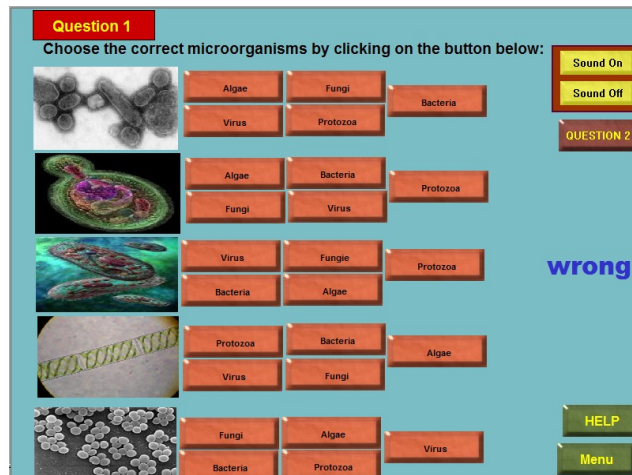 Question 1
Choose the correct microorganisms by clicking on the button below:
Sound On
Sound Off
QUESTION 2
Algae Fungi
Bacteria
Virus Protozoa
Algae Bacteria
Protozoa
Fungi Virus
Virus Fungie
Protozoa
Bacteria Algae
wrong
Protozoa Bacteria
Algae
Virus Fungi
Fungi Algae
Virus
Bacteria Protozoa
HELP
Menu